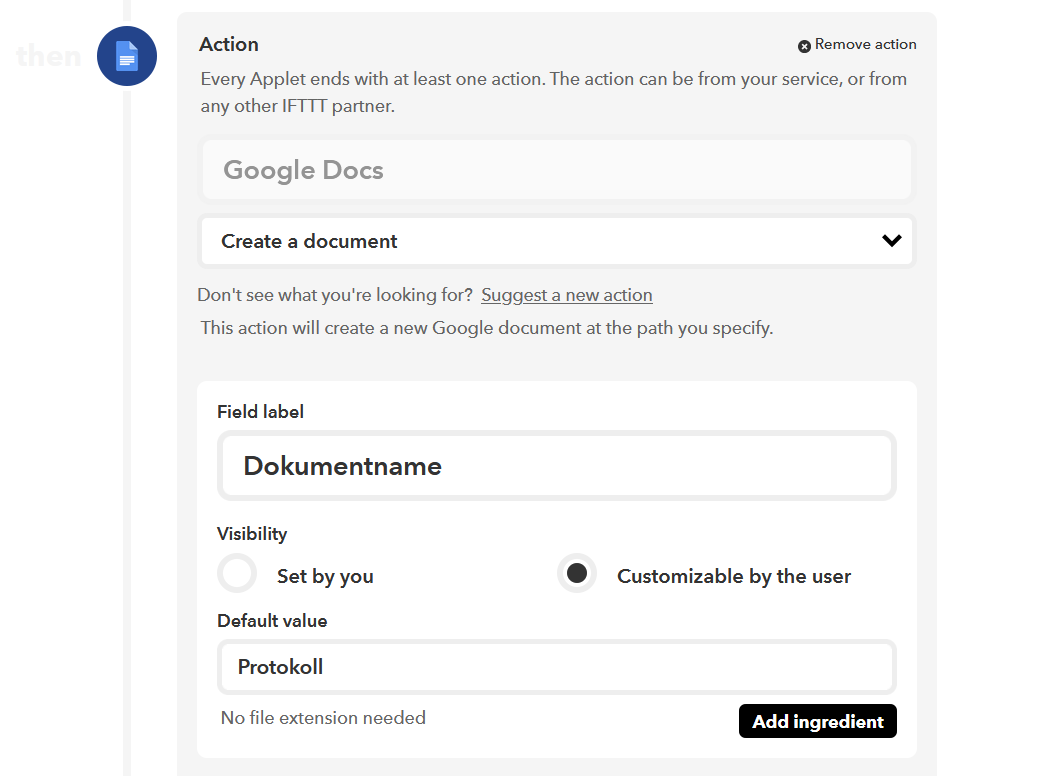 then
Action
Remove action
Every Applet ends with at least one action. The action can be from your service, or from
any other IFTTT partner.
Google Docs
Create a document
Don't see what you're looking for? Suggest a new action
This action will create a new Google document at the path you specify.
Field label
Dokumentname
Visibility
Set by you
Customizable by the user
Default value
Protokoll
No file extension needed
Add ingredient